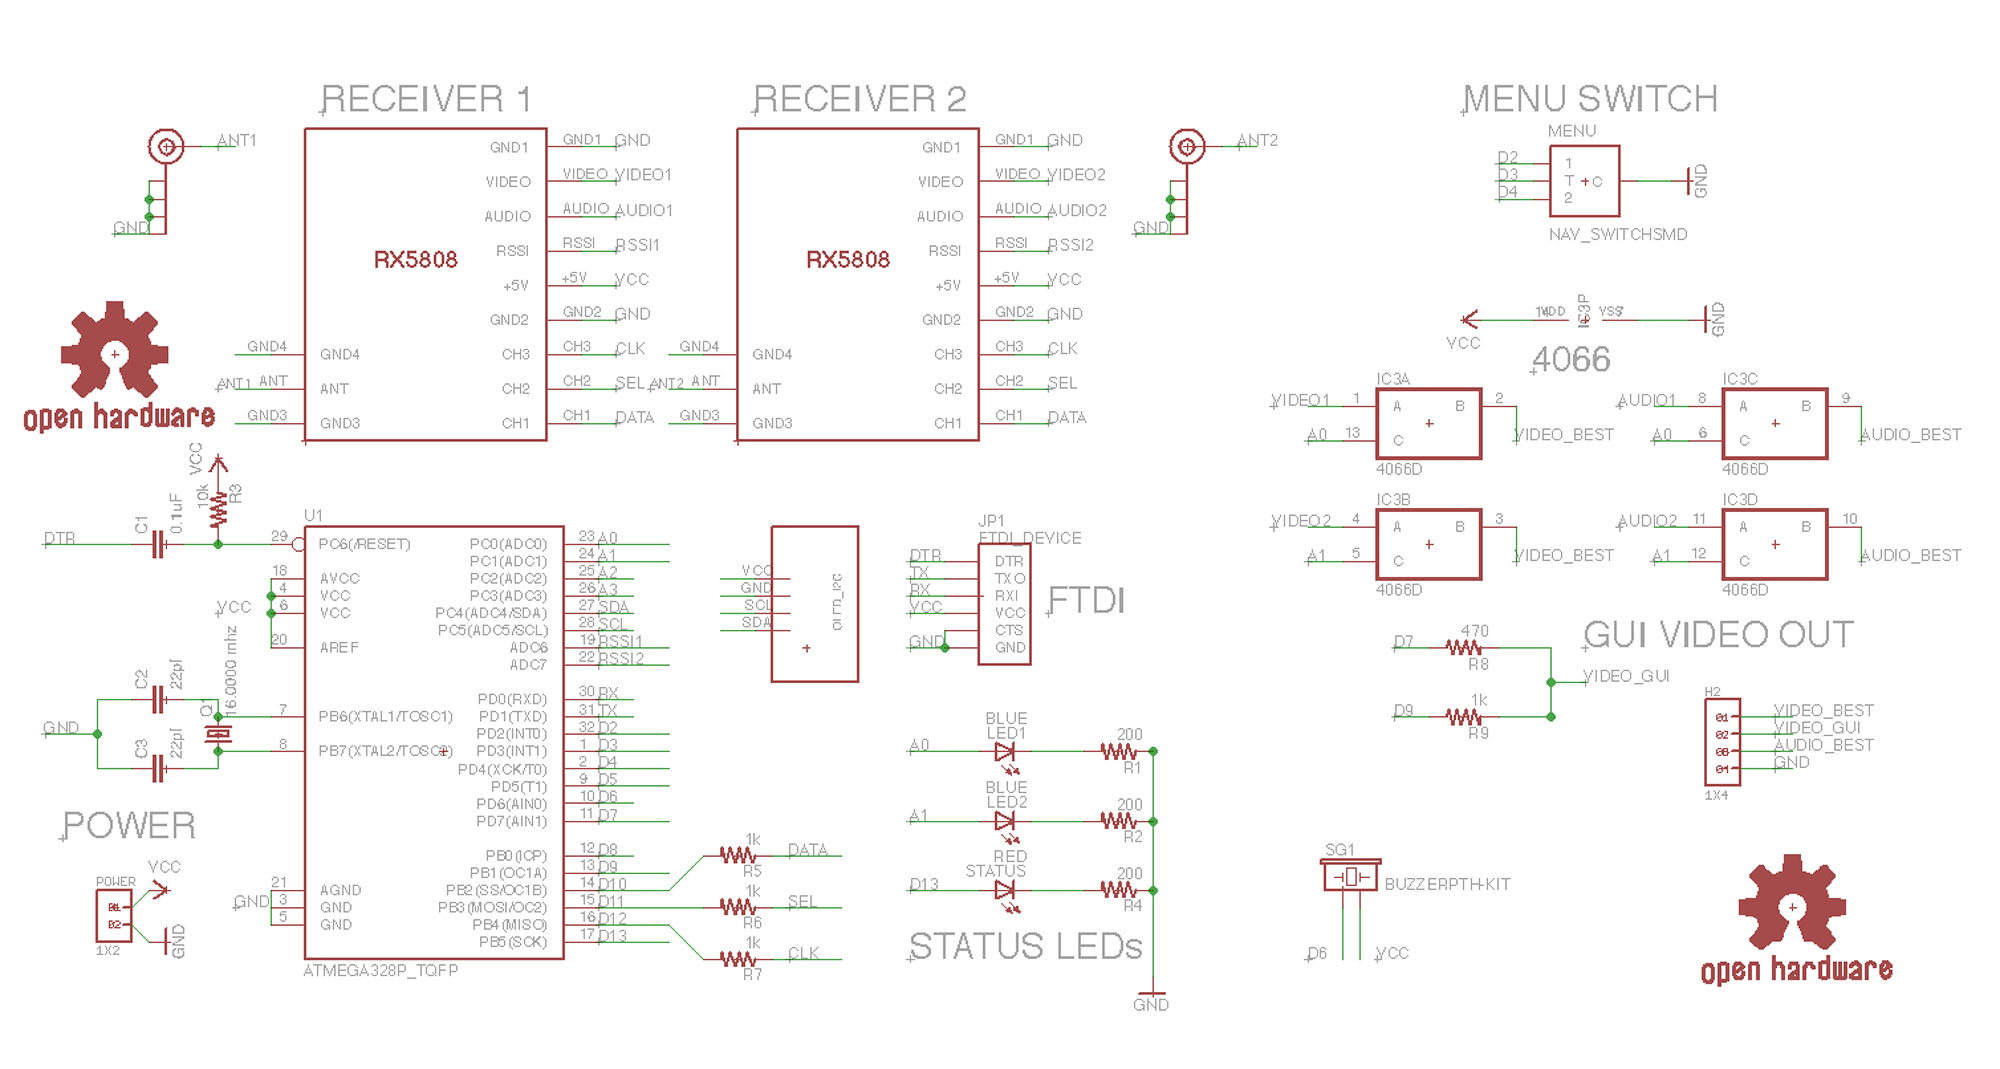 RECEIVER 1
RECEIVER 2
MENU SWITCH
ANT1
GND
RX5808
GND1 GND1 GND
VIDEO VIDEO VIDEO1
AUDIO AUDIO AUDIO1
RSSI RSSI RSSI1
+5V +5V VCC
GND2 GND2 GND
CH3 CH3 CLK
CH2 CH2 SEL
CH1 CH1 DATA
GND4 GND4
ANT1 ANT ANT
GND3 GND3
RX5808
GND1 GND1 GND
VIDEO VIDEO VIDEO2
AUDIO AUDIO AUDIO2
RSSI RSSI RSSI2
+5V +5V VCC
GND2 GND2 GND
CH3 CH3 CLK
CH2 CH2 SEL
CH1 CH1 DATA
GND4 GND4
ANT2 ANT ANT
GND3 GND3
ANT2
GND
MENU
D2 1
D3 T C
D4 2
GND
NAV_SWITCHSMD
VCC
14 VDD
IC3P
VSS 7
GND
4066
IC3A
VIDEO1 1 A B 2
A0 13 C VIDEO_BEST
4066D
IC3C
AUDIO1 8 A B 9
A0 6 C AUDIO_BEST
4066D
IC3B
VIDEO2 4 A B 3
A1 5 C VIDEO_BEST
4066D
IC3D
AUDIO2 11 A B 10
A1 12 C AUDIO_BEST
4066D
open hardware
VCC
10k
R3
DTR
C1
0.1uF
U1
29 PC6(/RESET)
18 AVCC
4 VCC
VCC
6 VCC
20 AREF
7 PB6(XTAL1/TOSC1)
8 PB7(XTAL2/TOSC2)
21 AGND
GND
3 GND
5 GND
PC0(ADC0) 23 A0
PC1(ADC1) 24 A1
PC2(ADC2) 25 A2
PC3(ADC3) 26 A3
PC4(ADC4/SDA) 27 SDA
PC5(ADC5/SCL) 28 SCL
ADC6 19 RSSI1
ADC7 22 RSSI2
PD0(RXD) 30 RX
PD1(TXD) 31 TX
PD2(INT0) 32 D2
PD3(INT1) 1 D3
PD4(XCK/T0) 2 D4
PD5(T1) 9 D5
PD6(AIN0) 10 D6
PD7(AIN1) 11 D7
PB0(ICP) 12 D8
PB1(OC1A) 13 D9
PB2(SS/OC1B) 14 D10
PB3(MOSI/OC2) 15 D11
PB4(MISO) 16 D12
PB5(SCK) 17 D13
ATMEGA328P_TQFP
GND
C2
22pf
C3
22pf
Q1
16.0000 mhz
POWER
POWER
VCC
01
02
GND
1X2
1k
R5
DATA
1k
R6
SEL
1k
R7
CLK
VCC
GND
SCL
SDA
OLED_I2C
JP1
FTDI_DEVICE
DTR DTR
TX TXO
RX RXI
VCC VCC
CTS
GND GND
FTDI
BLUE
LED1
A0
200
R1
BLUE
LED2
A1
200
R2
RED
STATUS
D13
200
R4
STATUS LEDs
GND
GUI VIDEO OUT
D7
470
R8
VIDEO_GUI
D9
1k
R9
H2
01 VIDEO_BEST
02 VIDEO_GUI
03 AUDIO_BEST
04 GND
1X4
SG1
BUZZERPTH-KIT
D6
VCC
open hardware